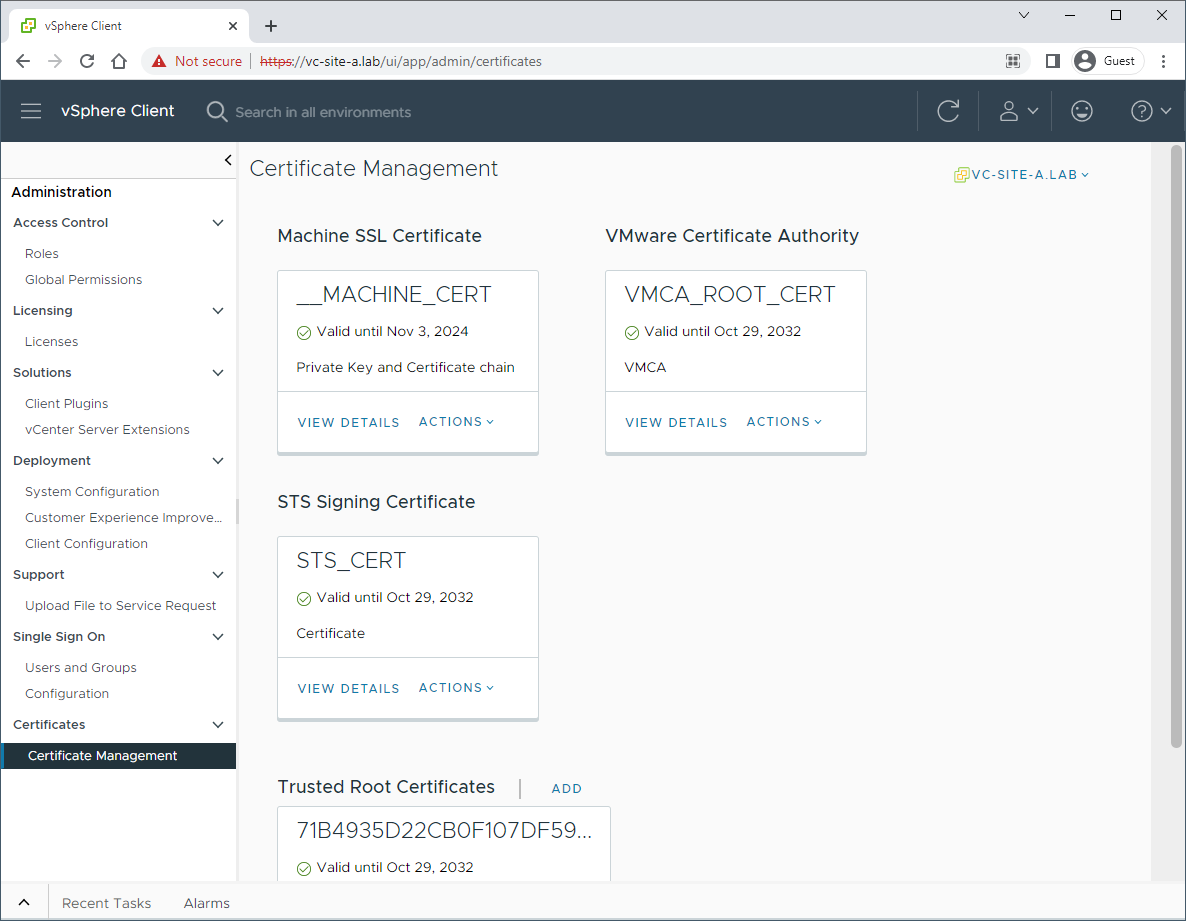 vSphere Client
Not secure
https://vc-site-a.lab/ui/app/admin/certificates
Guest
vSphere Client
Search in all environments
Administration
Access Control
Roles
Global Permissions
Licensing
Licenses
Solutions
Client Plugins
vCenter Server Extensions
Deployment
System Configuration
Customer Experience Improve...
Client Configuration
Support
Upload File to Service Request
Single Sign On
Users and Groups
Configuration
Certificates
Certificate Management
Certificate Management
VC-SITE-A.LAB
Machine SSL Certificate
__MACHINE_CERT
Valid until Nov 3, 2024
Private Key and Certificate chain
VIEW DETAILS ACTIONS
VMware Certificate Authority
VMCA_ROOT_CERT
Valid until Oct 29, 2032
VMCA
VIEW DETAILS ACTIONS
STS Signing Certificate
STS_CERT
Valid until Oct 29, 2032
Certificate
VIEW DETAILS ACTIONS
Trusted Root Certificates | ADD
71B4935D22CB0F107DF59...
Valid until Oct 29, 2032
Recent Tasks Alarms